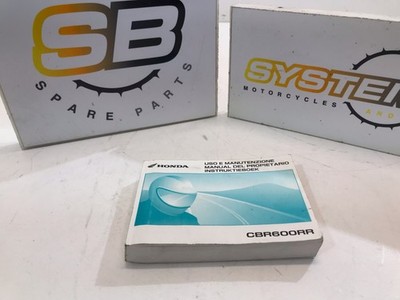 SB
SPARE PARTS
SYSTEM
MOTORCYCLES
HONDA
USO E MANUTENZIONE
MANUAL DEL PROPIETARIO
INSTRUKTIEBOEK
CBR600RR